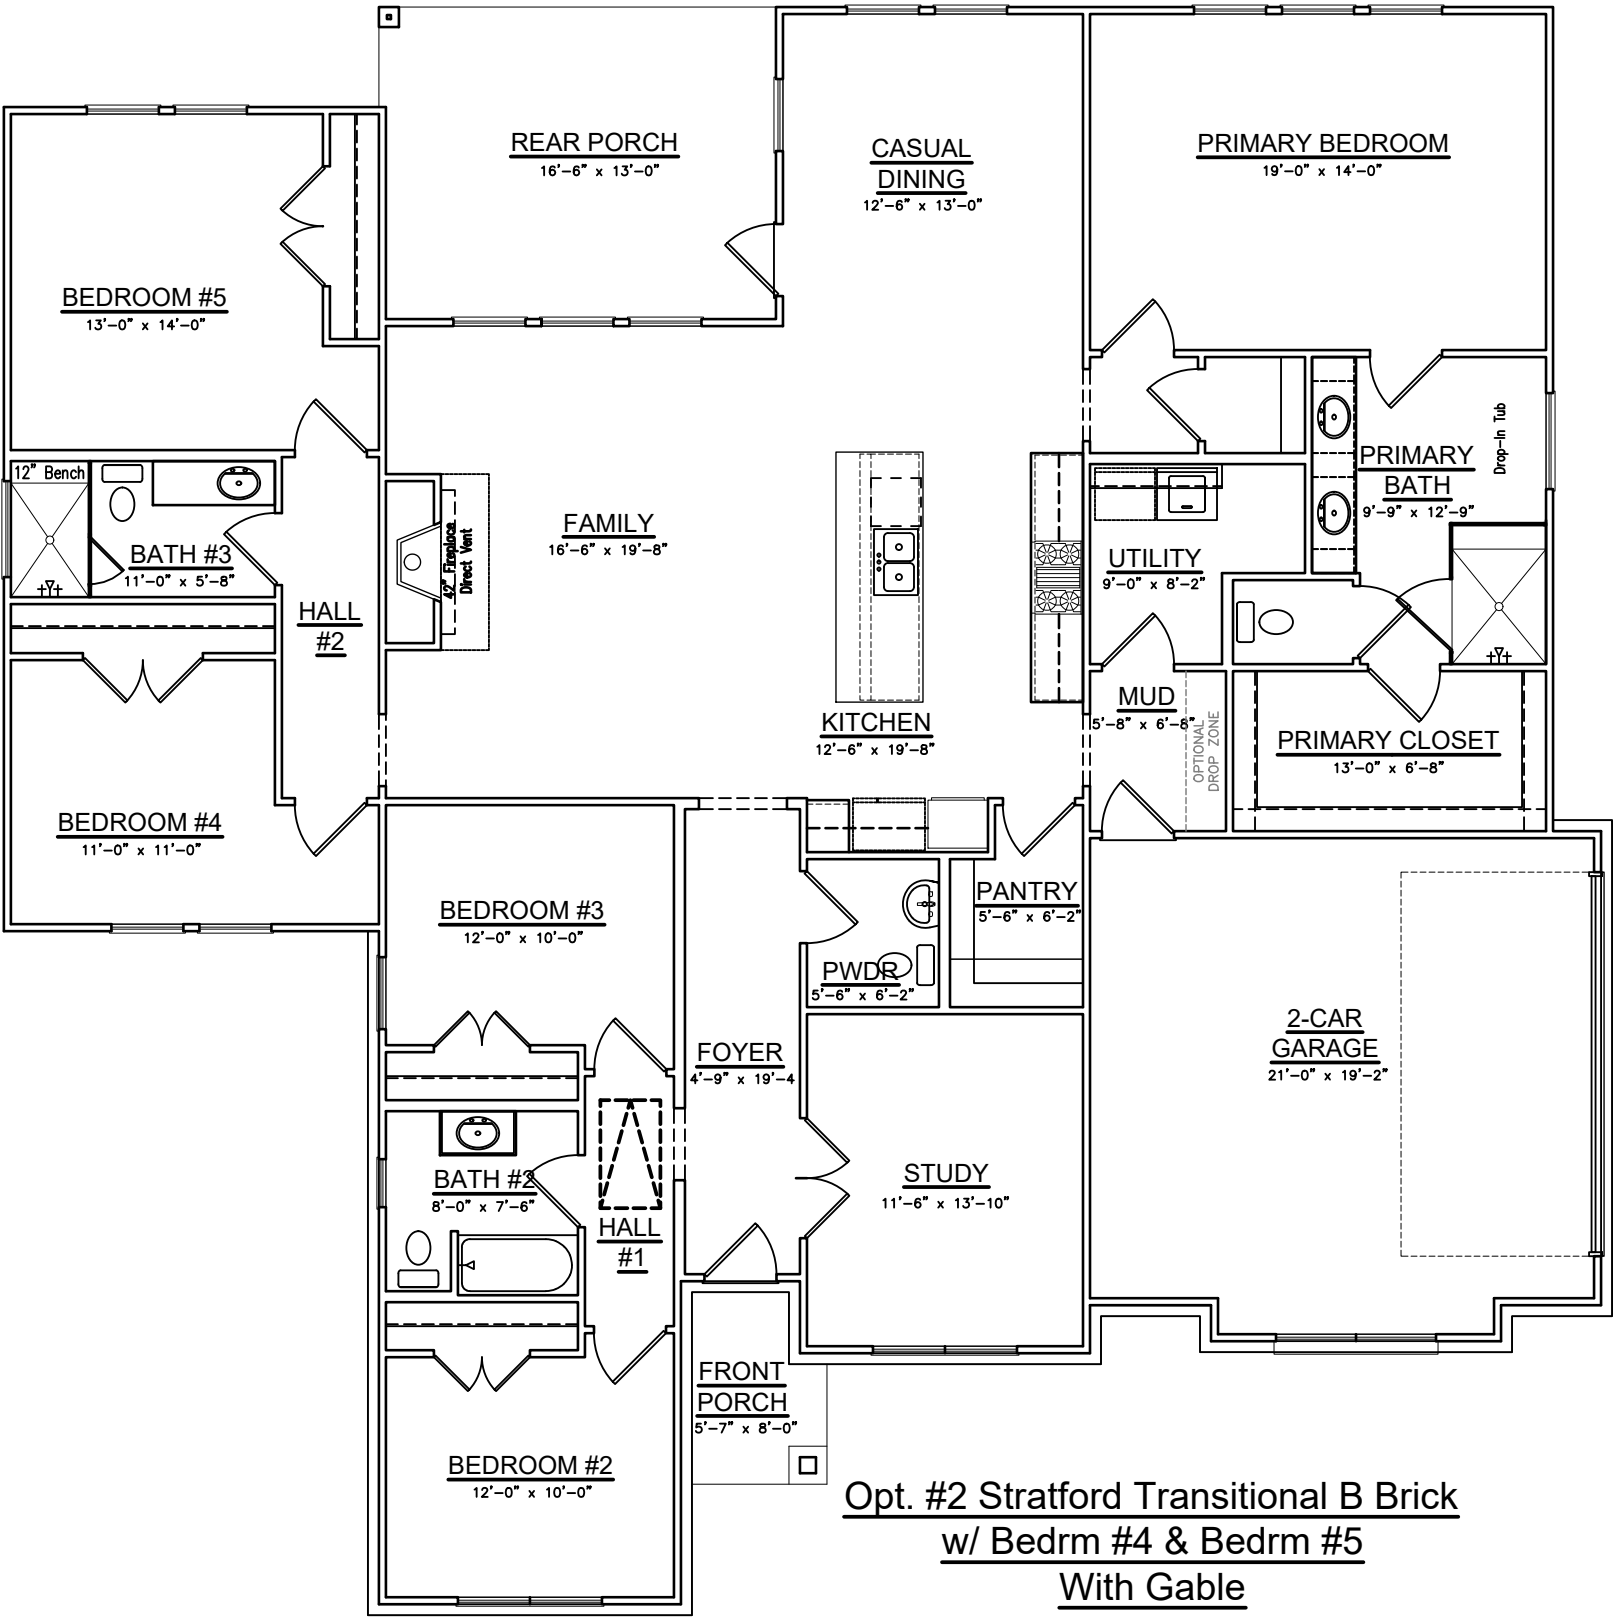 REAR PORCH
16'-6" x 13'-0"
CASUAL
DINING
12'-6" x 13'-0"
PRIMARY BEDROOM
19'-0" x 14'-0"
BEDROOM #5
13'-0" x 14'-0"
12" Bench
BATH #3
11'-0" x 5'-8"
HALL
#2
42" Fireplace
Direct Vent
FAMILY
16'-6" x 19'-8"
KITCHEN
12'-6" x 19'-8"
UTILITY
9'-0" x 8'-2"
PRIMARY
BATH
9'-9" x 12'-9"
Drop-In Tub
MUD
5'-8" x 6'-8"
OPTIONAL
DROP ZONE
PRIMARY CLOSET
13'-0" x 6'-8"
BEDROOM #4
11'-0" x 11'-0"
BEDROOM #3
12'-0" x 10'-0"
PWDR
5'-6" x 6'-2"
PANTRY
5'-6" x 6'-2"
FOYER
4'-9" x 19'-4
2-CAR
GARAGE
21'-0" x 19'-2"
BATH #2
8'-0" x 7'-6"
HALL
#1
STUDY
11'-6" x 13'-10"
FRONT
PORCH
5'-7" x 8'-0"
BEDROOM #2
12'-0" x 10'-0"
Opt. #2 Stratford Transitional B Brick
w/ Bedrm #4 & Bedrm #5
With Gable